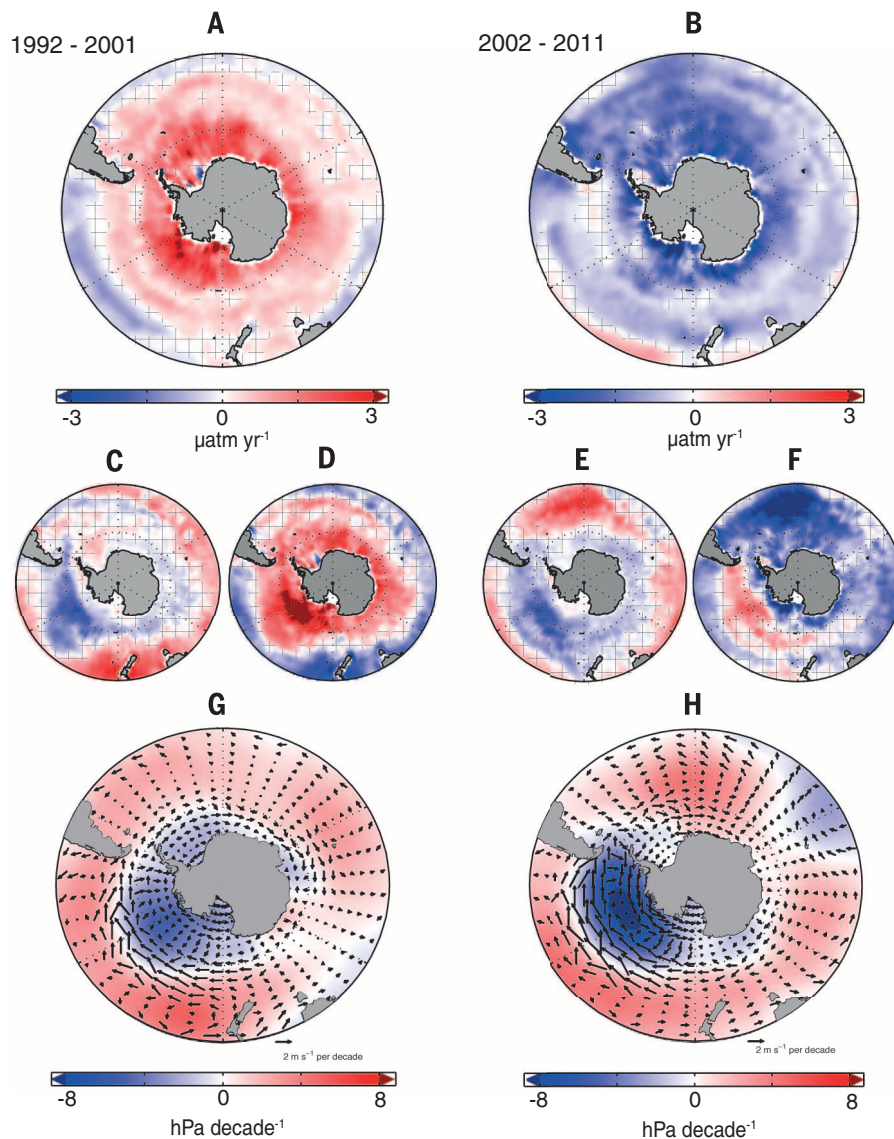 A
B
1992 - 2001
2002 - 2011
-3 0 3
µatm yr-1
-3 0 3
µatm yr-1
C
D
E
F
G
H
2 m s−1 per decade
2 m s−1 per decade
-8 0 8
hPa decade-1
-8 0 8
hPa decade-1